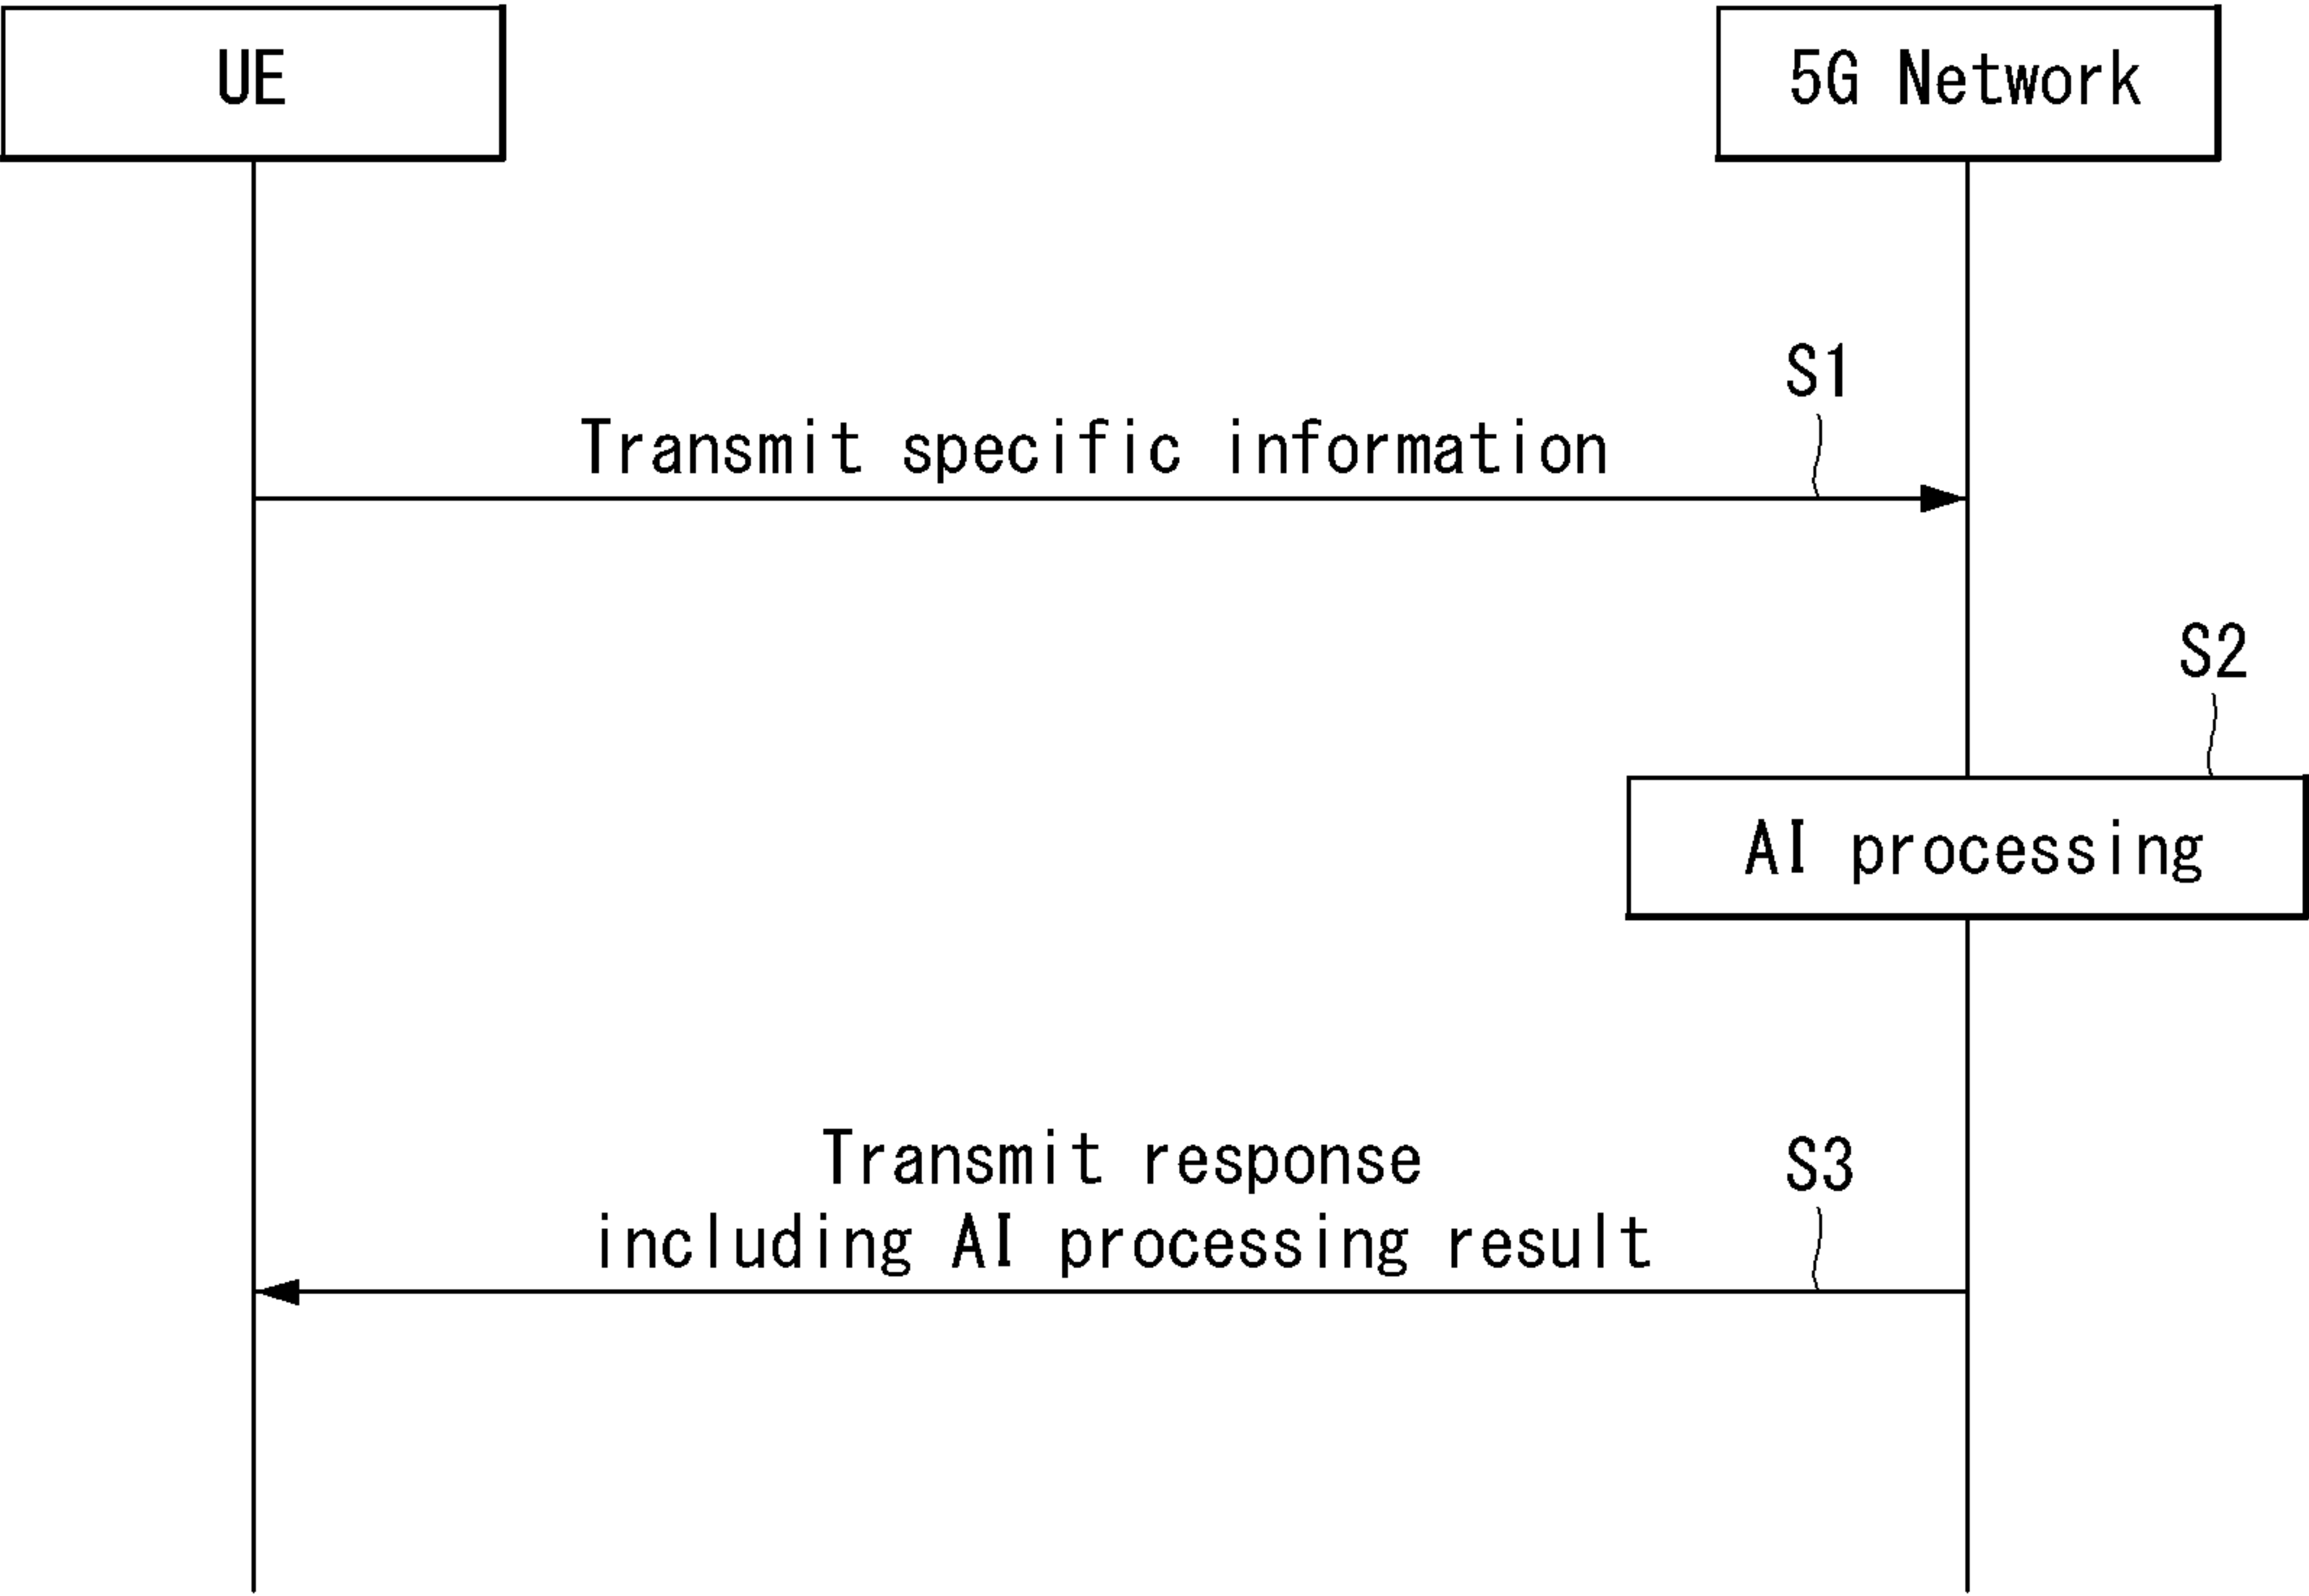 UE
5G Network
S1
Transmit specific information
S2
AI processing
Transmit response
S3
including AI processing result